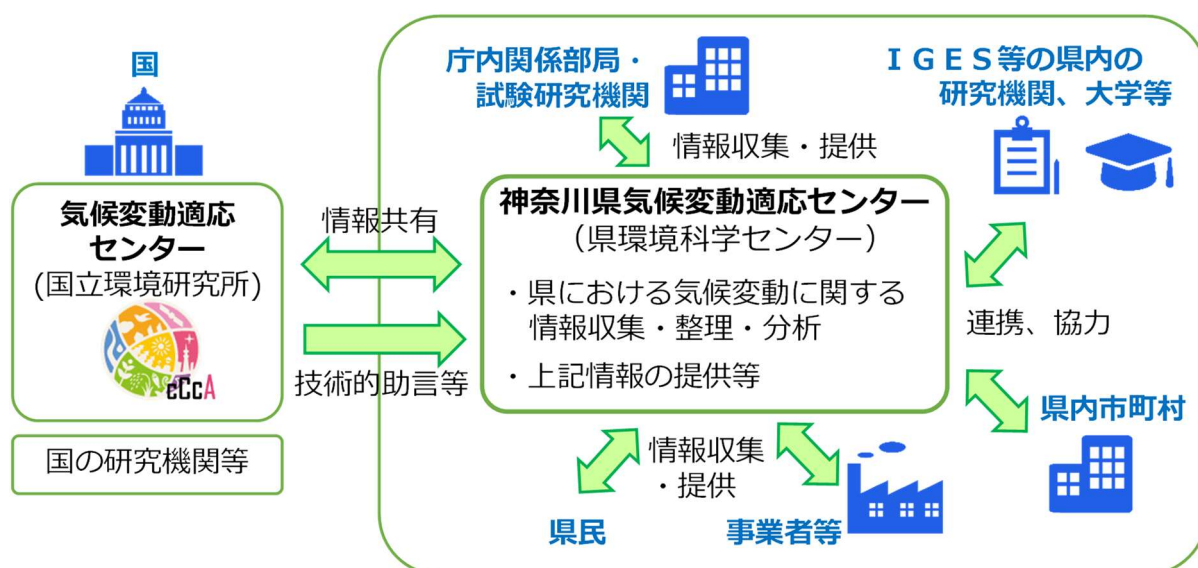 国
気候変動適応
センター
(国立環境研究所)
cCcA
国の研究機関等
情報共有
技術的助言等
庁内関係部局・
試験研究機関
情報収集・提供
ＩＧＥＳ等の県内の
研究機関、大学等
神奈川県気候変動適応センター
（県環境科学センター）
・県における気候変動に関する
情報収集・整理・分析
・上記情報の提供等
連携、協力
県内市町村
情報収集
・提供
県民
事業者等